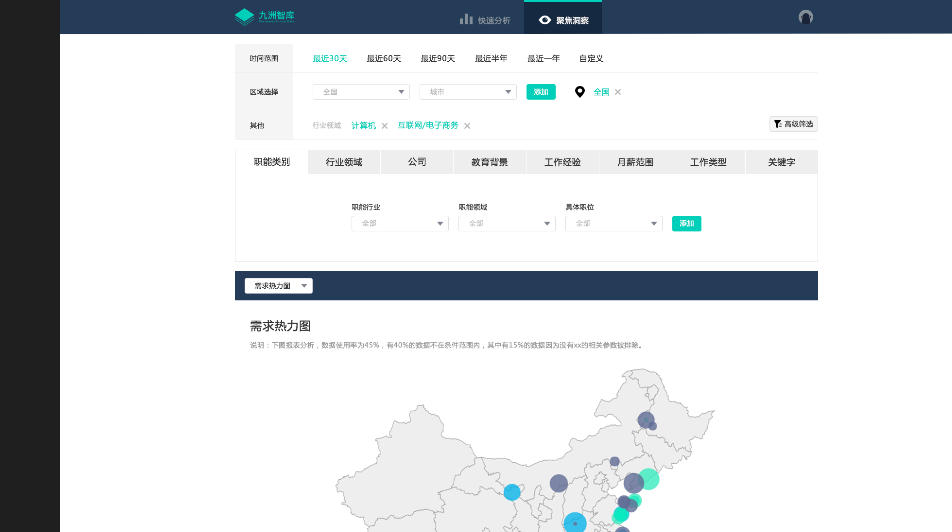 九洲智库
快速分析
聚焦洞察
时间范围
最近30天 最近60天 最近90天 最近半年 最近一年 自定义
区域选择
全国 城市 添加 全国
其他
行业领域 计算机 互联网/电子商务
高级筛选
职能类别 行业领域 公司 教育背景 工作经验 月薪范围 工作类型 关键字
职能行业 职能领域 具体职位
全部 全部 全部 添加
需求热力图
需求热力图
说明：下图报表分析，数据使用率为45%，有40%的数据不在条件范围内，其中有15%的数据因为没有xx的相关参数被排除。